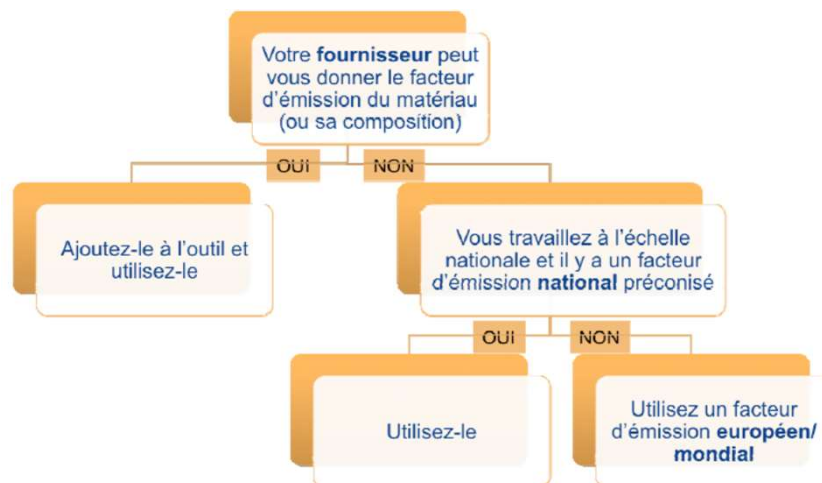 Votre fournisseur peut
vous donner le facteur
d'émission du matériau
(ou sa composition)
OUI
NON
Ajoutez-le à l'outil et
utilisez-le
Vous travaillez à l'échelle
nationale et il y a un facteur
d'émission national préconisé
OUI
NON
Utilisez-le
Utilisez un facteur
d'émission européen/
mondial